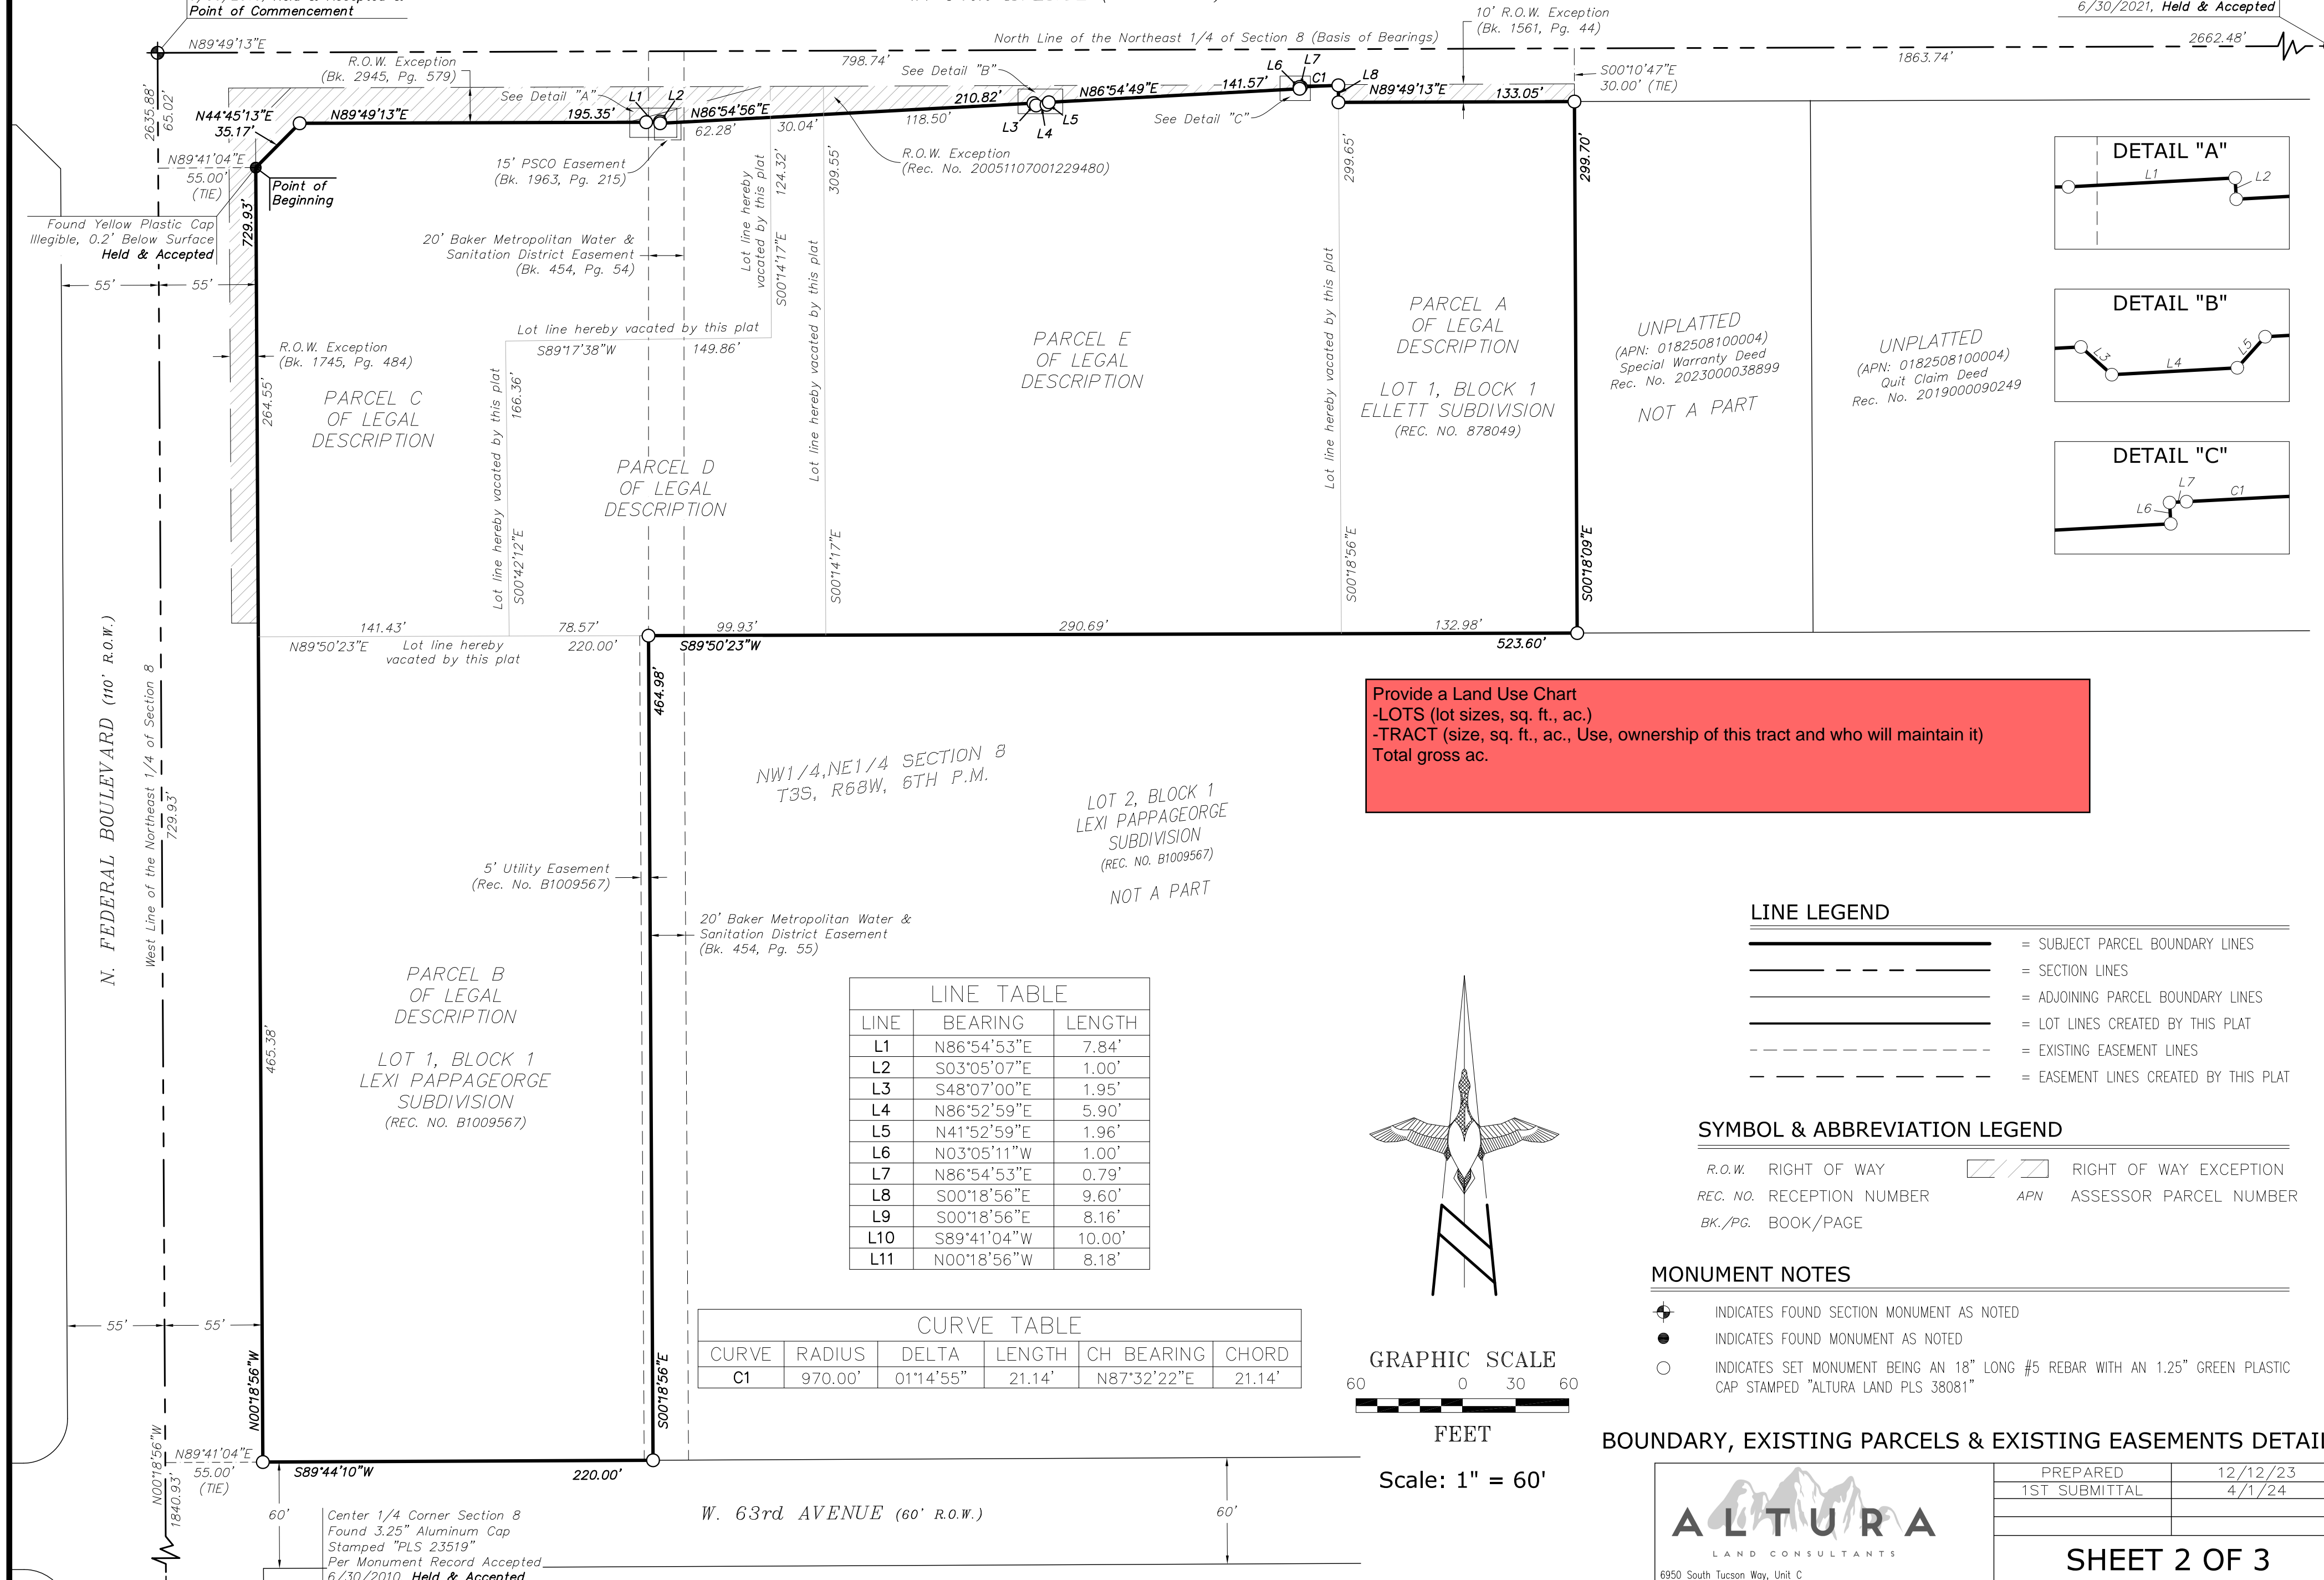 Point of Commencement
6/30/2021, Held & Accepted
N89°49'13"E
North Line of the Northeast 1/4 of Section 8 (Basis of Bearings)
10' R.O.W. Exception
(Bk. 1561, Pg. 44)
2662.48'
798.74'
1863.74'
R.O.W. Exception
(Bk. 2945, Pg. 579)
See Detail "A"
L1
L2
See Detail "B"
L6
L7
C1
L8
S00°10'47"E
30.00' (TIE)
2635.88'
65.02'
N44°45'13"E
35.17'
N89°49'13"E
195.35'
N86°54'56"E
210.82'
N86°54'49"E
141.57'
N89°49'13"E
133.05'
62.28'
30.04'
118.50'
L3
L4
L5
See Detail "C"
N89°41'04"E
55.00'
(TIE)
Point of
Beginning
15' PSCO Easement
(Bk. 1963, Pg. 215)
R.O.W. Exception
(Rec. No. 20051107001229480)
Found Yellow Plastic Cap
Illegible, 0.2' Below Surface
Held & Accepted
729.93'
20' Baker Metropolitan Water &
Sanitation District Easement
(Bk. 454, Pg. 54)
Lot line hereby
vacated by this plat
S00°14'17"E
124.32'
309.55'
Lot line hereby vacated by this plat
S00°14'17"E
299.65'
Lot line hereby vacated by this plat
S00°18'56"E
299.70'
S00°18'09"E
55'
55'
R.O.W. Exception
(Bk. 1745, Pg. 484)
264.55'
Lot line hereby vacated by this plat
S89°17'38"W
149.86'
Lot line hereby vacated by this plat
166.36'
S00°42'12"E
PARCEL C
OF LEGAL
DESCRIPTION
PARCEL D
OF LEGAL
DESCRIPTION
PARCEL E
OF LEGAL
DESCRIPTION
PARCEL A
OF LEGAL
DESCRIPTION
LOT 1, BLOCK 1
ELLETT SUBDIVISION
(REC. NO. 878049)
UNPLATTED
(APN: 0182508100004)
Special Warranty Deed
Rec. No. 2023000038899
NOT A PART
UNPLATTED
(APN: 0182508100004)
Quit Claim Deed
Rec. No. 2019000090249
DETAIL "A"
L1
L2
DETAIL "B"
L3
L4
L5
DETAIL "C"
L7
C1
L6
141.43'
78.57'
99.93'
290.69'
132.98'
N89°50'23"E
Lot line hereby
vacated by this plat
220.00'
S89°50'23"W
523.60'
Provide a Land Use Chart
-LOTS (lot sizes, sq. ft., ac.)
-TRACT (size, sq. ft., ac., Use, ownership of this tract and who will maintain it)
Total gross ac.
N. FEDERAL BOULEVARD (110' R.O.W.)
West Line of the Northeast 1/4 of Section 8
729.93'
464.98'
NW1/4,NE1/4 SECTION 8
T3S, R68W, 6TH P.M.
LOT 2, BLOCK 1
LEXI PAPPAGEORGE
SUBDIVISION
(REC. NO. B1009567)
NOT A PART
5' Utility Easement
(Rec. No. B1009567)
20' Baker Metropolitan Water &
Sanitation District Easement
(Bk. 454, Pg. 55)
PARCEL B
OF LEGAL
DESCRIPTION
LOT 1, BLOCK 1
LEXI PAPPAGEORGE
SUBDIVISION
(REC. NO. B1009567)
465.38'
LINE TABLE
LINE BEARING LENGTH
L1 N86°54'53"E 7.84'
L2 S03°05'07"E 1.00'
L3 S48°07'00"E 1.95'
L4 N86°52'59"E 5.90'
L5 N41°52'59"E 1.96'
L6 N03°05'11"W 1.00'
L7 N86°54'53"E 0.79'
L8 S00°18'56"E 9.60'
L9 S00°18'56"E 8.16'
L10 S89°41'04"W 10.00'
L11 N00°18'56"W 8.18'
CURVE TABLE
CURVE RADIUS DELTA LENGTH CH BEARING CHORD
C1 970.00' 01°14'55" 21.14' N87°32'22"E 21.14'
LINE LEGEND
= SUBJECT PARCEL BOUNDARY LINES
= SECTION LINES
= ADJOINING PARCEL BOUNDARY LINES
= LOT LINES CREATED BY THIS PLAT
= EXISTING EASEMENT LINES
= EASEMENT LINES CREATED BY THIS PLAT
SYMBOL & ABBREVIATION LEGEND
R.O.W. RIGHT OF WAY
RIGHT OF WAY EXCEPTION
REC. NO. RECEPTION NUMBER
APN ASSESSOR PARCEL NUMBER
BK./PG. BOOK/PAGE
MONUMENT NOTES
INDICATES FOUND SECTION MONUMENT AS NOTED
INDICATES FOUND MONUMENT AS NOTED
INDICATES SET MONUMENT BEING AN 18" LONG #5 REBAR WITH AN 1.25" GREEN PLASTIC
CAP STAMPED "ALTURA LAND PLS 38081"
GRAPHIC SCALE
60 0 30 60
FEET
Scale: 1" = 60'
55'
55'
N00°18'56"W
S00°18'56"E
N00°18'56"W
1840.93'
N89°41'04"E
55.00'
(TIE)
S89°44'10"W
220.00'
60'
60'
W. 63rd AVENUE (60' R.O.W.)
Center 1/4 Corner Section 8
Found 3.25" Aluminum Cap
Stamped "PLS 23519"
Per Monument Record Accepted
6/30/2010, Held & Accepted
BOUNDARY, EXISTING PARCELS & EXISTING EASEMENTS DETAIL
ALTURA
LAND CONSULTANTS
6950 South Tucson Way, Unit C
PREPARED 12/12/23
1ST SUBMITTAL 4/1/24
SHEET 2 OF 3